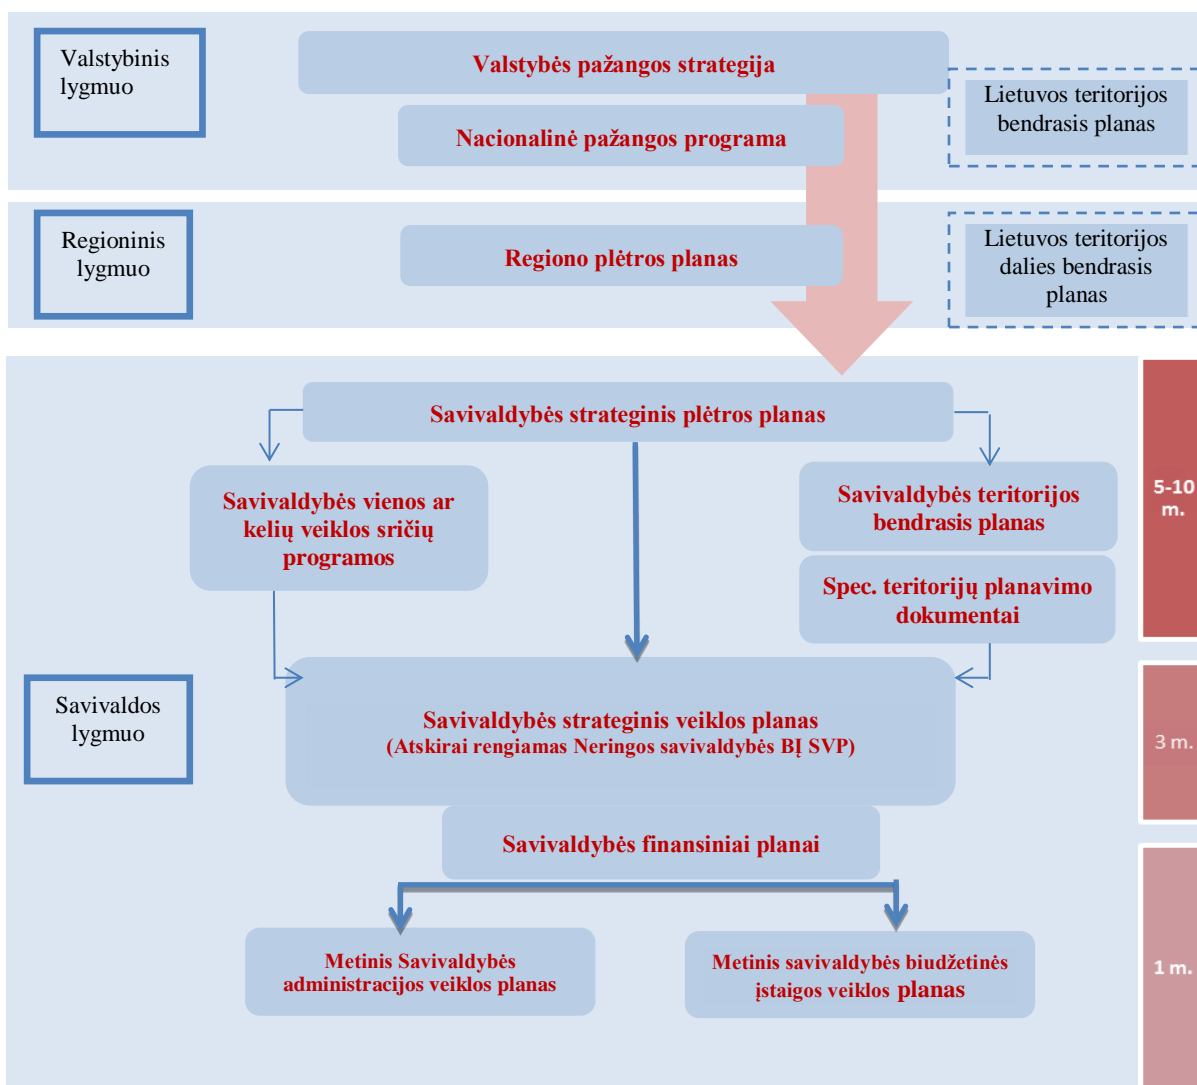 Valstybinis
lygmuo
Valstybės pažangos strategija
Lietuvos teritorijos
bendrasis planas
Nacionalinė pažangos programa
Regioninis
lygmuo
Regiono plėtros planas
Lietuvos teritorijos
dalies bendrasis
planas
Savivaldybės strateginis plėtros planas
Savivaldybės vienos ar
kelių veiklos sričių
programos
Savivaldybės teritorijos
bendrasis planas
5-10
m.
Spec. teritorijų planavimo
dokumentai
Savivaldos
lygmuo
Savivaldybės strateginis veiklos planas
(Atskirai rengiamas Neringos savivaldybės BĮ SVP)
3 m.
Savivaldybės finansiniai planai
Metinis Savivaldybės
administracijos veiklos planas
Metinis savivaldybės biudžetinės
įstaigos veiklos planas
1 m.